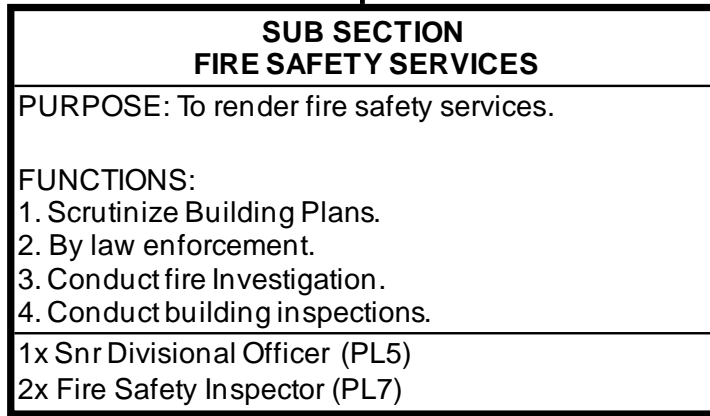 SUB SECTION
FIRE SAFETY SERVICES
PURPOSE: To render fire safety services.
FUNCTIONS:
1. Scrutinize Building Plans.
2. By law enforcement.
3. Conduct fire Investigation.
4. Conduct building inspections.
1x Snr Divisional Officer (PL5)
2x Fire Safety Inspector (PL7)